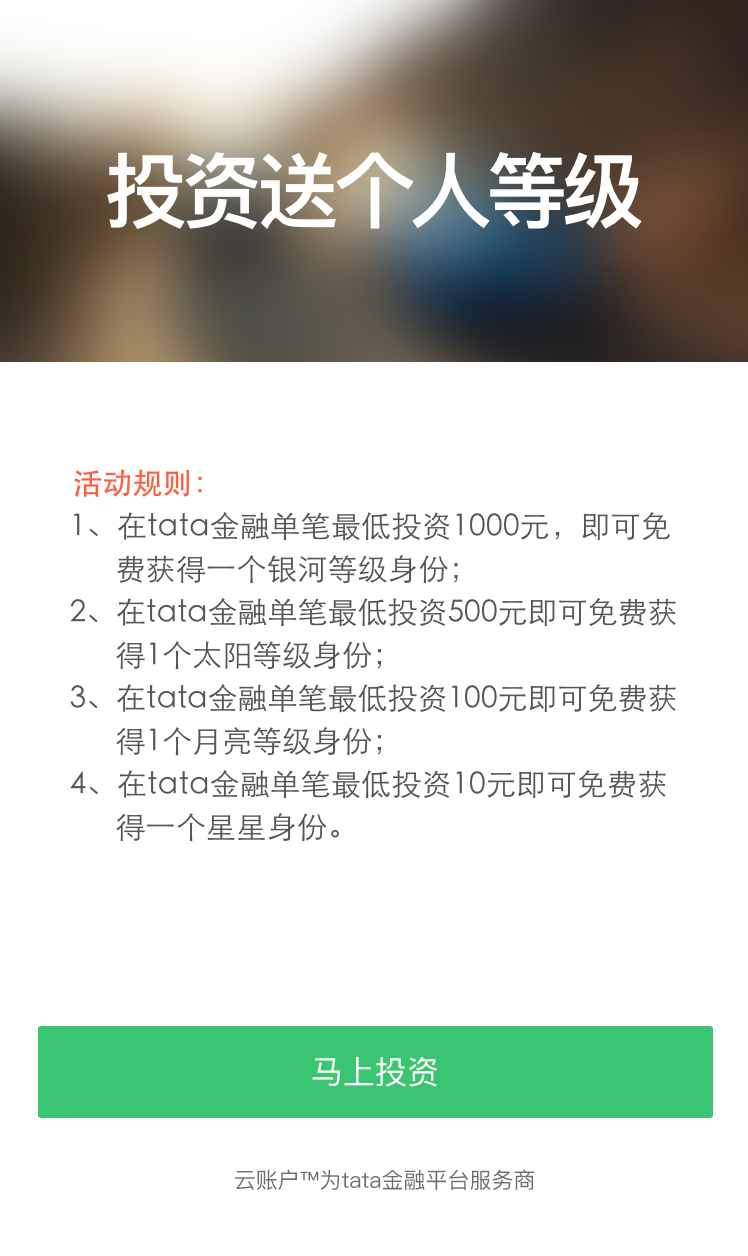 投资送个人等级
活动规则：
1、在tata金融单笔最低投资1000元，即可免
费获得一个银河等级身份；
2、在tata金融单笔最低投资500元即可免费获
得1个太阳等级身份；
3、在tata金融单笔最低投资100元即可免费获
得1个月亮等级身份；
4、在tata金融单笔最低投资10元即可免费获
得一个星星身份。
马上投资
云账户™为tata金融平台服务商